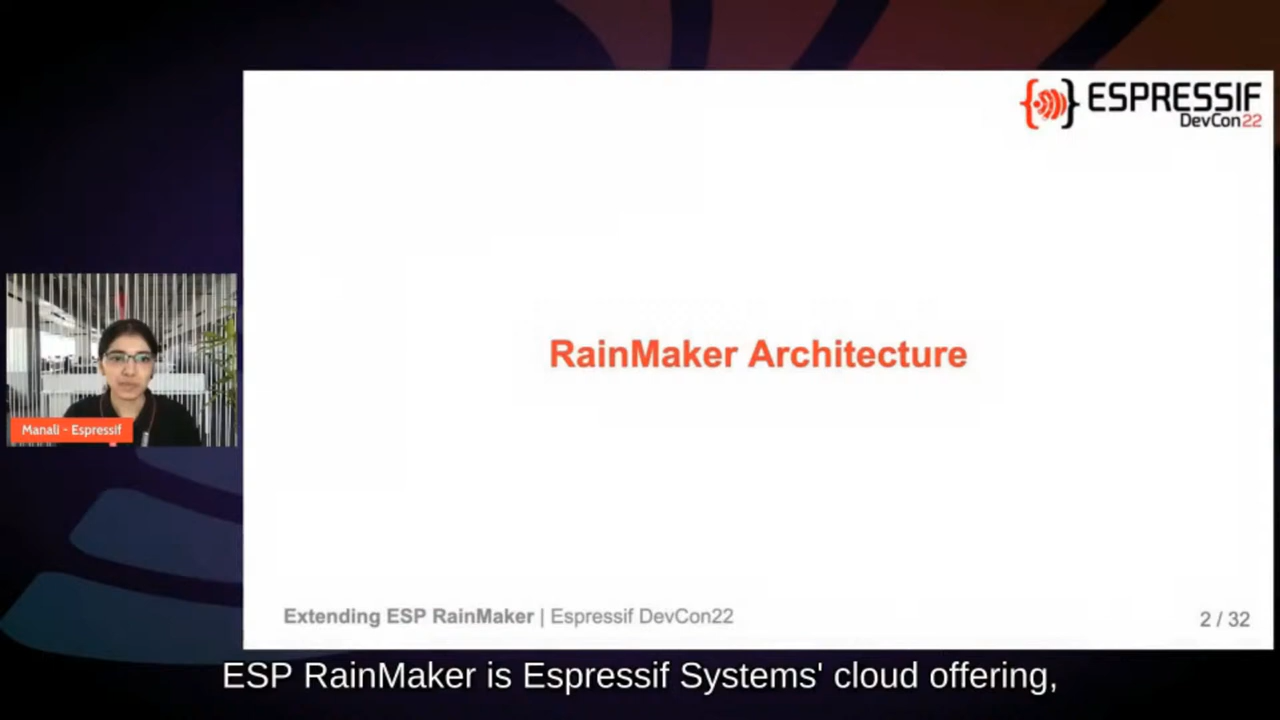 ESPRESSIF
DevCon22
RainMaker Architecture
Manali - Espressif
Extending ESP RainMaker | Espressif DevCon22
2 / 32
ESP RainMaker is Espressif Systems' cloud offering,